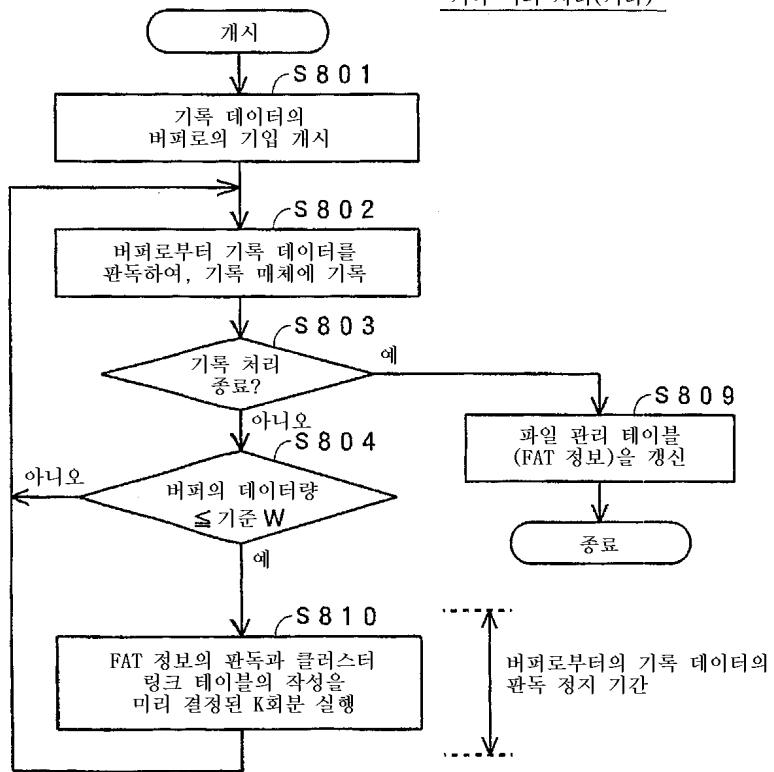 개시
S801
기록 데이터의
버퍼로의 기입 개시
S802
버퍼로부터 기록 데이터를
판독하여, 기록 매체에 기록
S803
기록 처리
종료?
예
아니오
S809
파일 관리 테이블
(FAT 정보)을 갱신
종료
S804
아니오
버퍼의 데이터량
≦기준 W
예
S810
FAT 정보의 판독과 클러스터
링크 테이블의 작성을
미리 결정된 K회분 실행
버퍼로부터의 기록 데이터의
판독 정지 기간